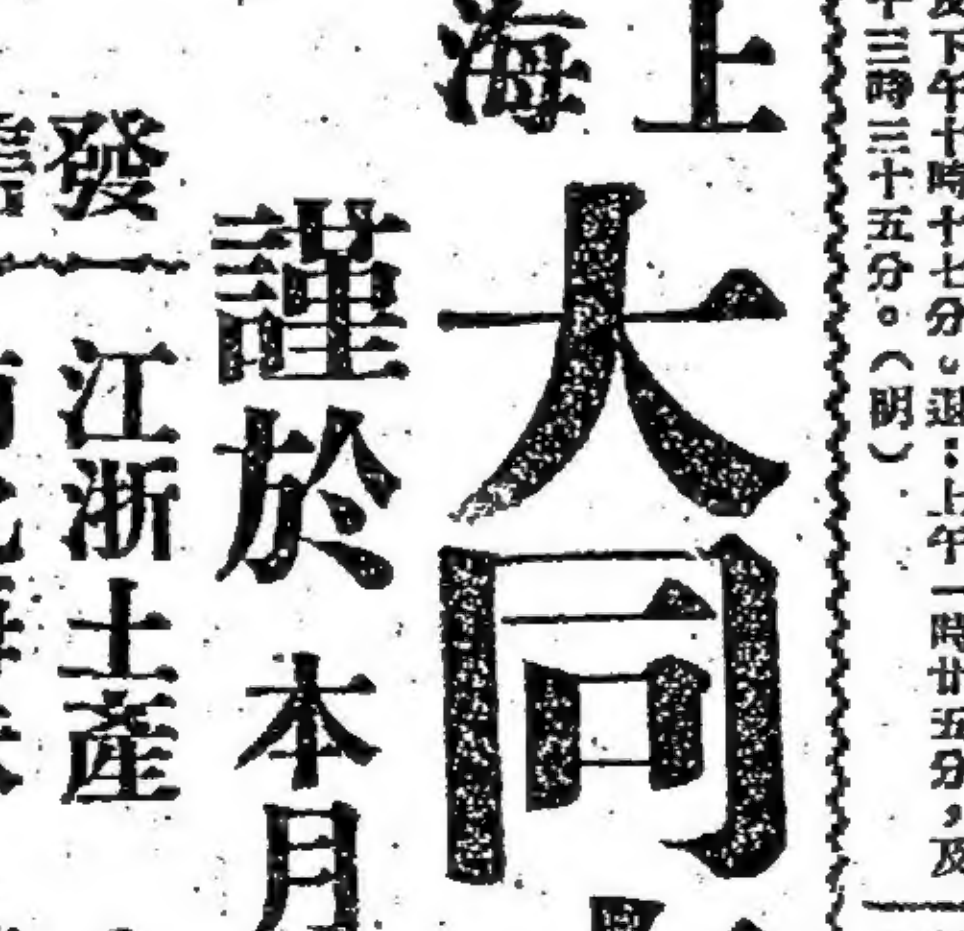 下午十時十七分。退：上午一時廿五分，及
三時三十五分。（明）
上海
大同
謹於 本月
發
江浙土產